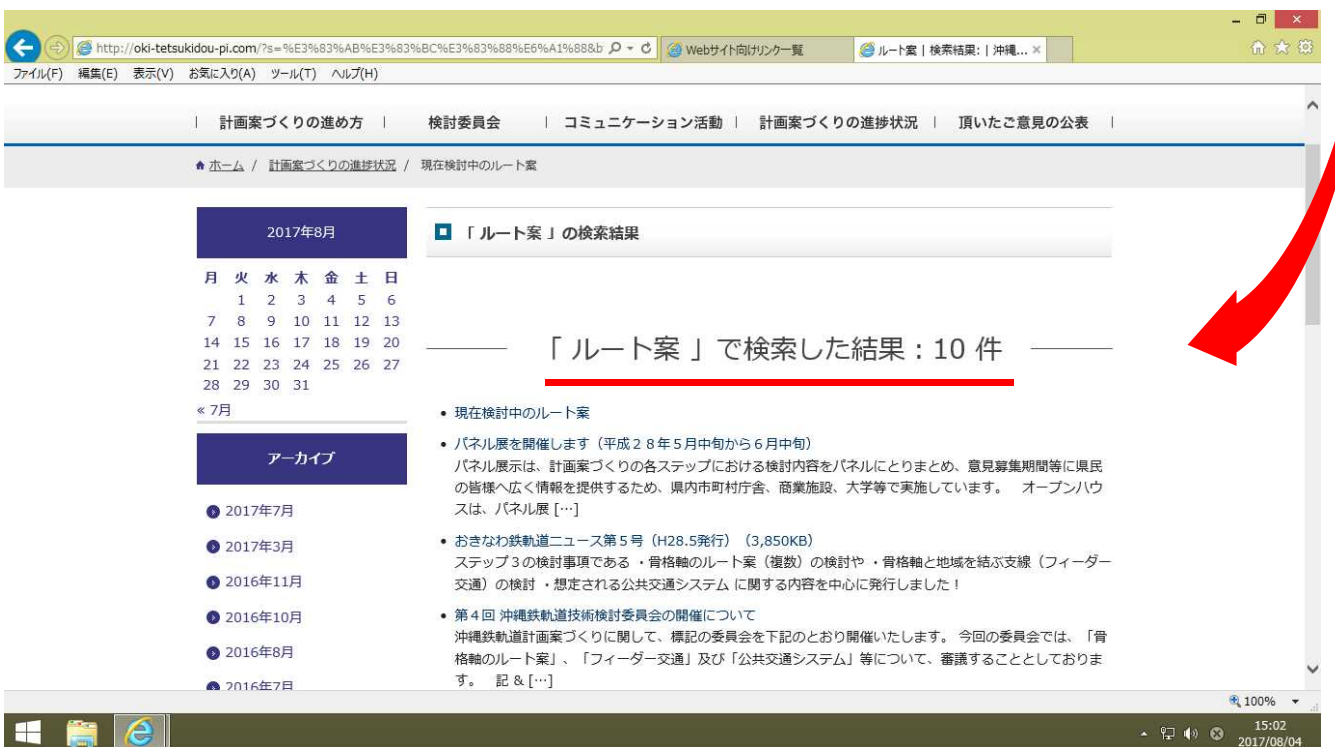 http://oki-tetsukidou-pi.com/?s=%E3%83%AB%E3%83%BC%E3%83%88%E6%A1%88&b
Webサイト向けリンク一覧
ルート案 | 検索結果: | 沖縄...
ファイル(F) 編集(E) 表示(V) お気に入り(A) ツール(T) ヘルプ(H)
| 計画案づくりの進め方 | 検討委員会 | コミュニケーション活動 | 計画案づくりの進捗状況 | 頂いたご意見の公表 |
ホーム / 計画案づくりの進捗状況 / 現在検討中のルート案
2017年8月
月 火 水 木 金 土 日
1 2 3 4 5 6
7 8 9 10 11 12 13
14 15 16 17 18 19 20
21 22 23 24 25 26 27
28 29 30 31
« 7月
アーカイブ
2017年7月
2017年3月
2016年11月
2016年10月
2016年8月
2016年7月
「 ルート案 」の検索結果
「 ルート案 」で検索した結果：10 件
• 現在検討中のルート案
• パネル展を開催します（平成２８年５月中旬から６月中旬）
パネル展示は、計画案づくりの各ステップにおける検討内容をパネルにとりまとめ、意見募集期間等に県民
の皆様へ広く情報を提供するため、県内市町村庁舎、商業施設、大学等で実施しています。　オープンハウ
スは、パネル展 […]
• おきなわ鉄軌道ニュース第５号（H28.5発行）（3,850KB）
ステップ３の検討事項である ・骨格軸のルート案（複数）の検討や ・骨格軸と地域を結ぶ支線（フィーダー
交通）の検討 ・想定される公共交通システム に関する内容を中心に発行しました！
• 第４回 沖縄鉄軌道技術検討委員会の開催について
沖縄鉄軌道計画案づくりに関して、標記の委員会を下記のとおり開催いたします。 今回の委員会では、「骨
格軸のルート案」、「フィーダー交通」及び「公共交通システム」等について、審議することとしておりま
す。　記 & […]
100%
15:02
2017/08/04